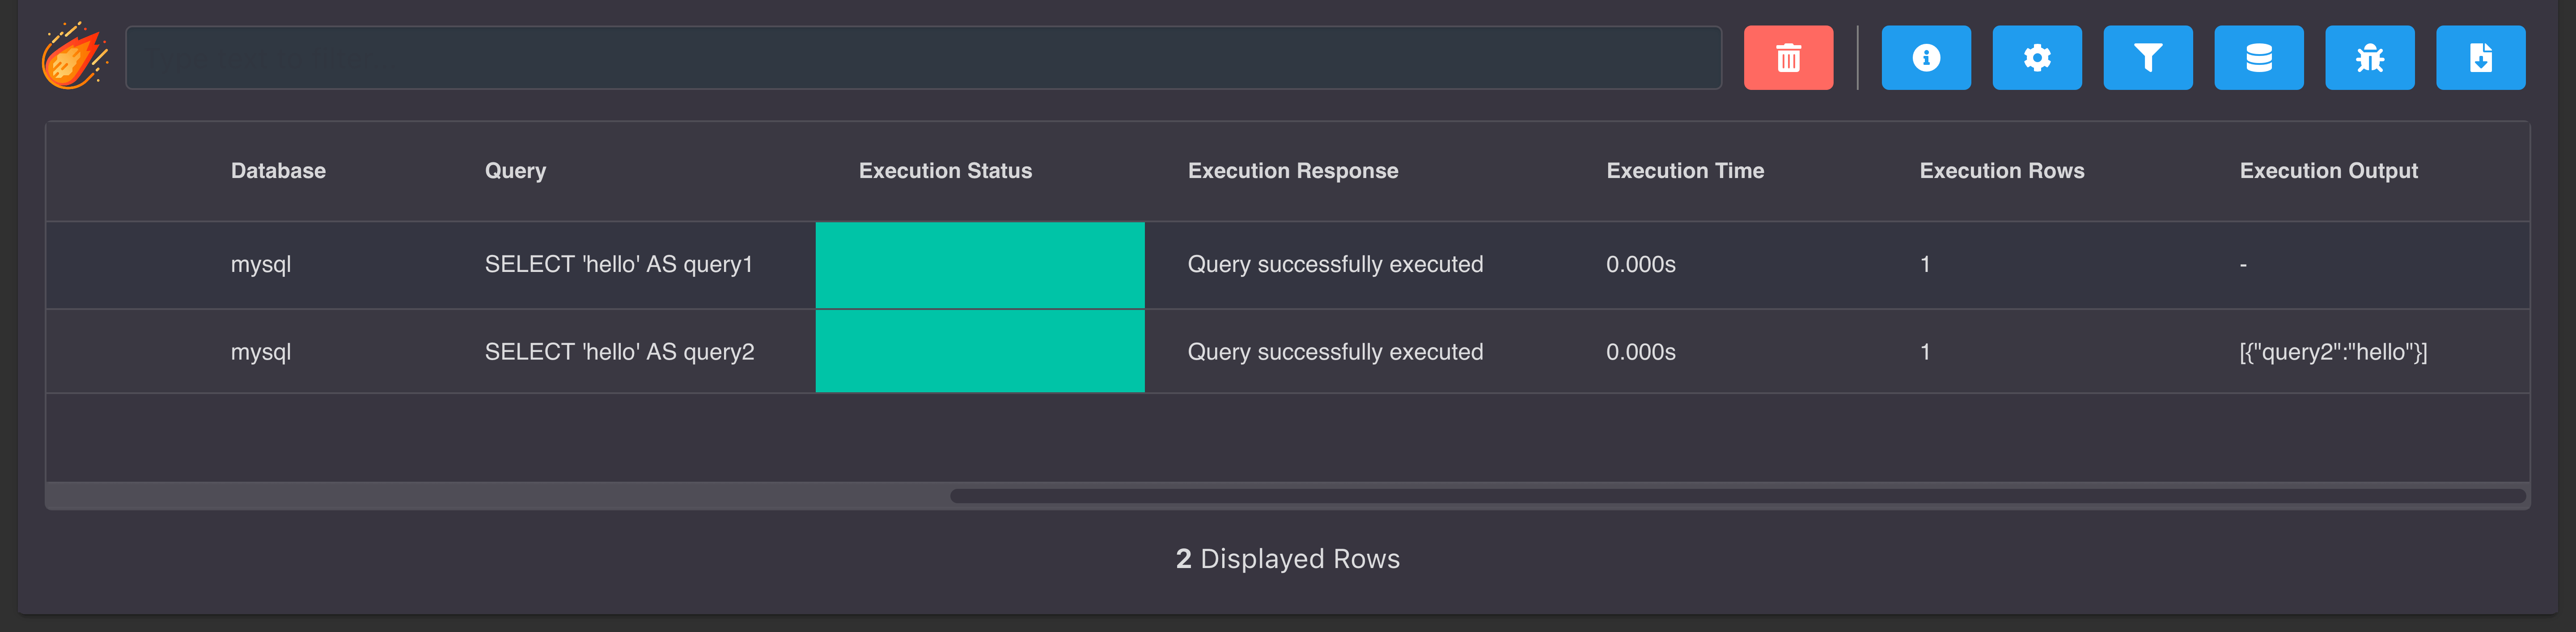 Type text to filter
Database Query Execution Status Execution Response Execution Time Execution Rows Execution Output
mysql SELECT 'hello' AS query1 Query successfully executed 0.000s 1 -
mysql SELECT 'hello' AS query2 Query successfully executed 0.000s 1 [{"query2":"hello"}]
2 Displayed Rows